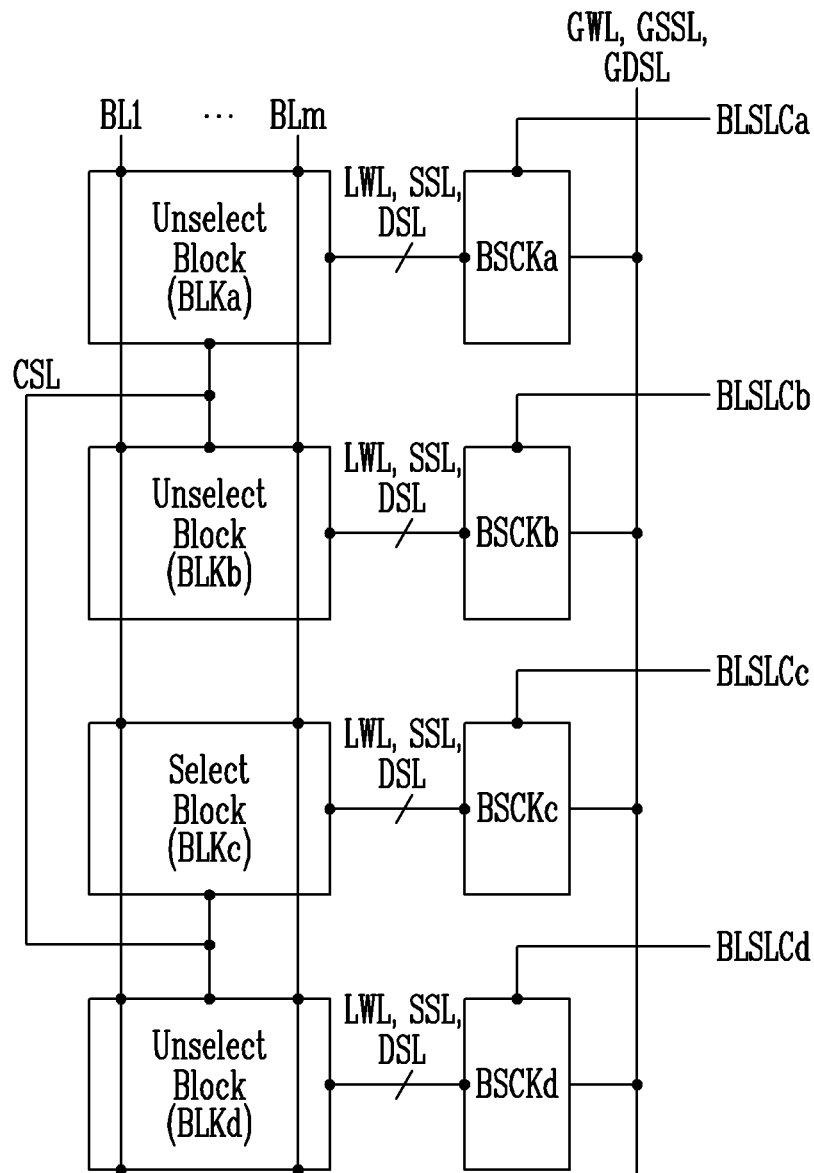 GWL, GSSL,
GDSL
BL1 ··· BLm
BLSLCa
LWL, SSL,
DSL
Unselect
Block
(BLKa)
BSCKa
CSL
BLSLCb
LWL, SSL,
DSL
Unselect
Block
(BLKb)
BSCKb
BLSLCc
LWL, SSL,
DSL
Select
Block
(BLKc)
BSCKc
BLSLCd
LWL, SSL,
DSL
Unselect
Block
(BLKd)
BSCKd